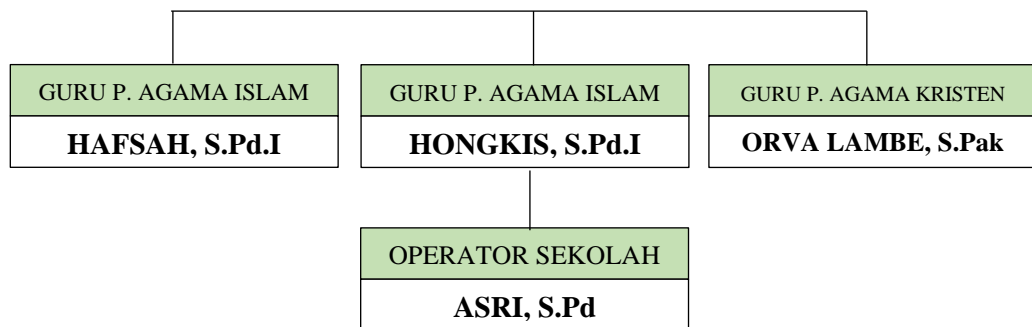 GURU P. AGAMA ISLAM
HAFSAH, S.Pd.I
GURU P. AGAMA ISLAM
HONGKIS, S.Pd.I
GURU P. AGAMA KRISTEN
ORVA LAMBE, S.Pak
OPERATOR SEKOLAH
ASRI, S.Pd